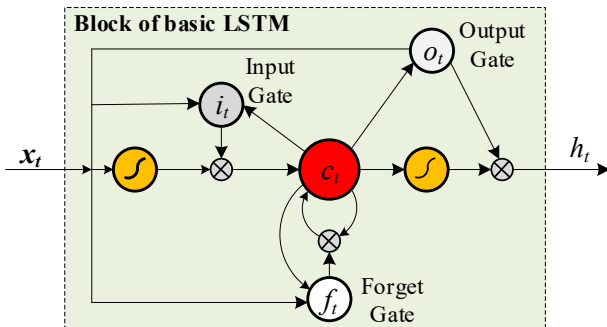 Block of basic LSTM
Output
Gate
o_t
Input
Gate
i_t
x_t
c_t
h_t
f_t
Forget
Gate